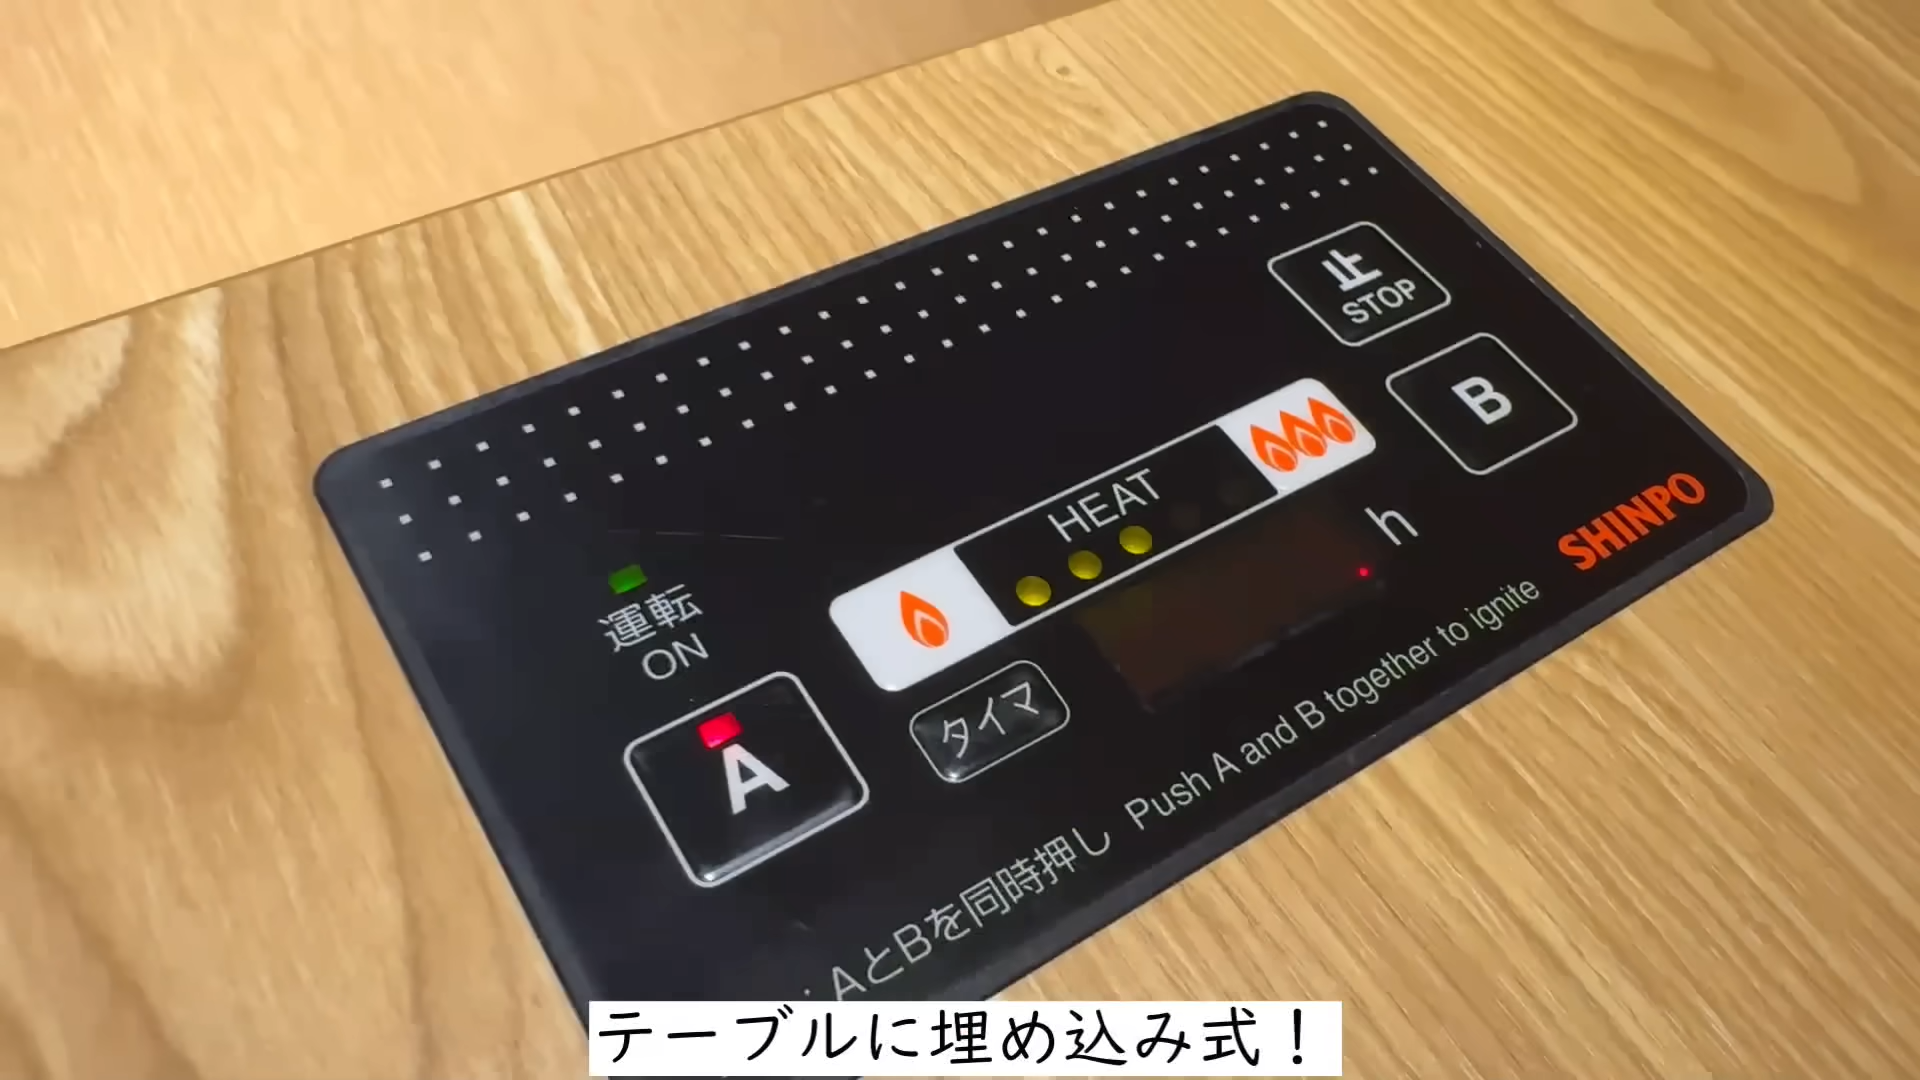 止
STOP
B
HEAT
h
SHINPO
運転
ON
A
タイマ
：AとBを同時押し Push A and B together to ignite
テーブルに埋め込み式！